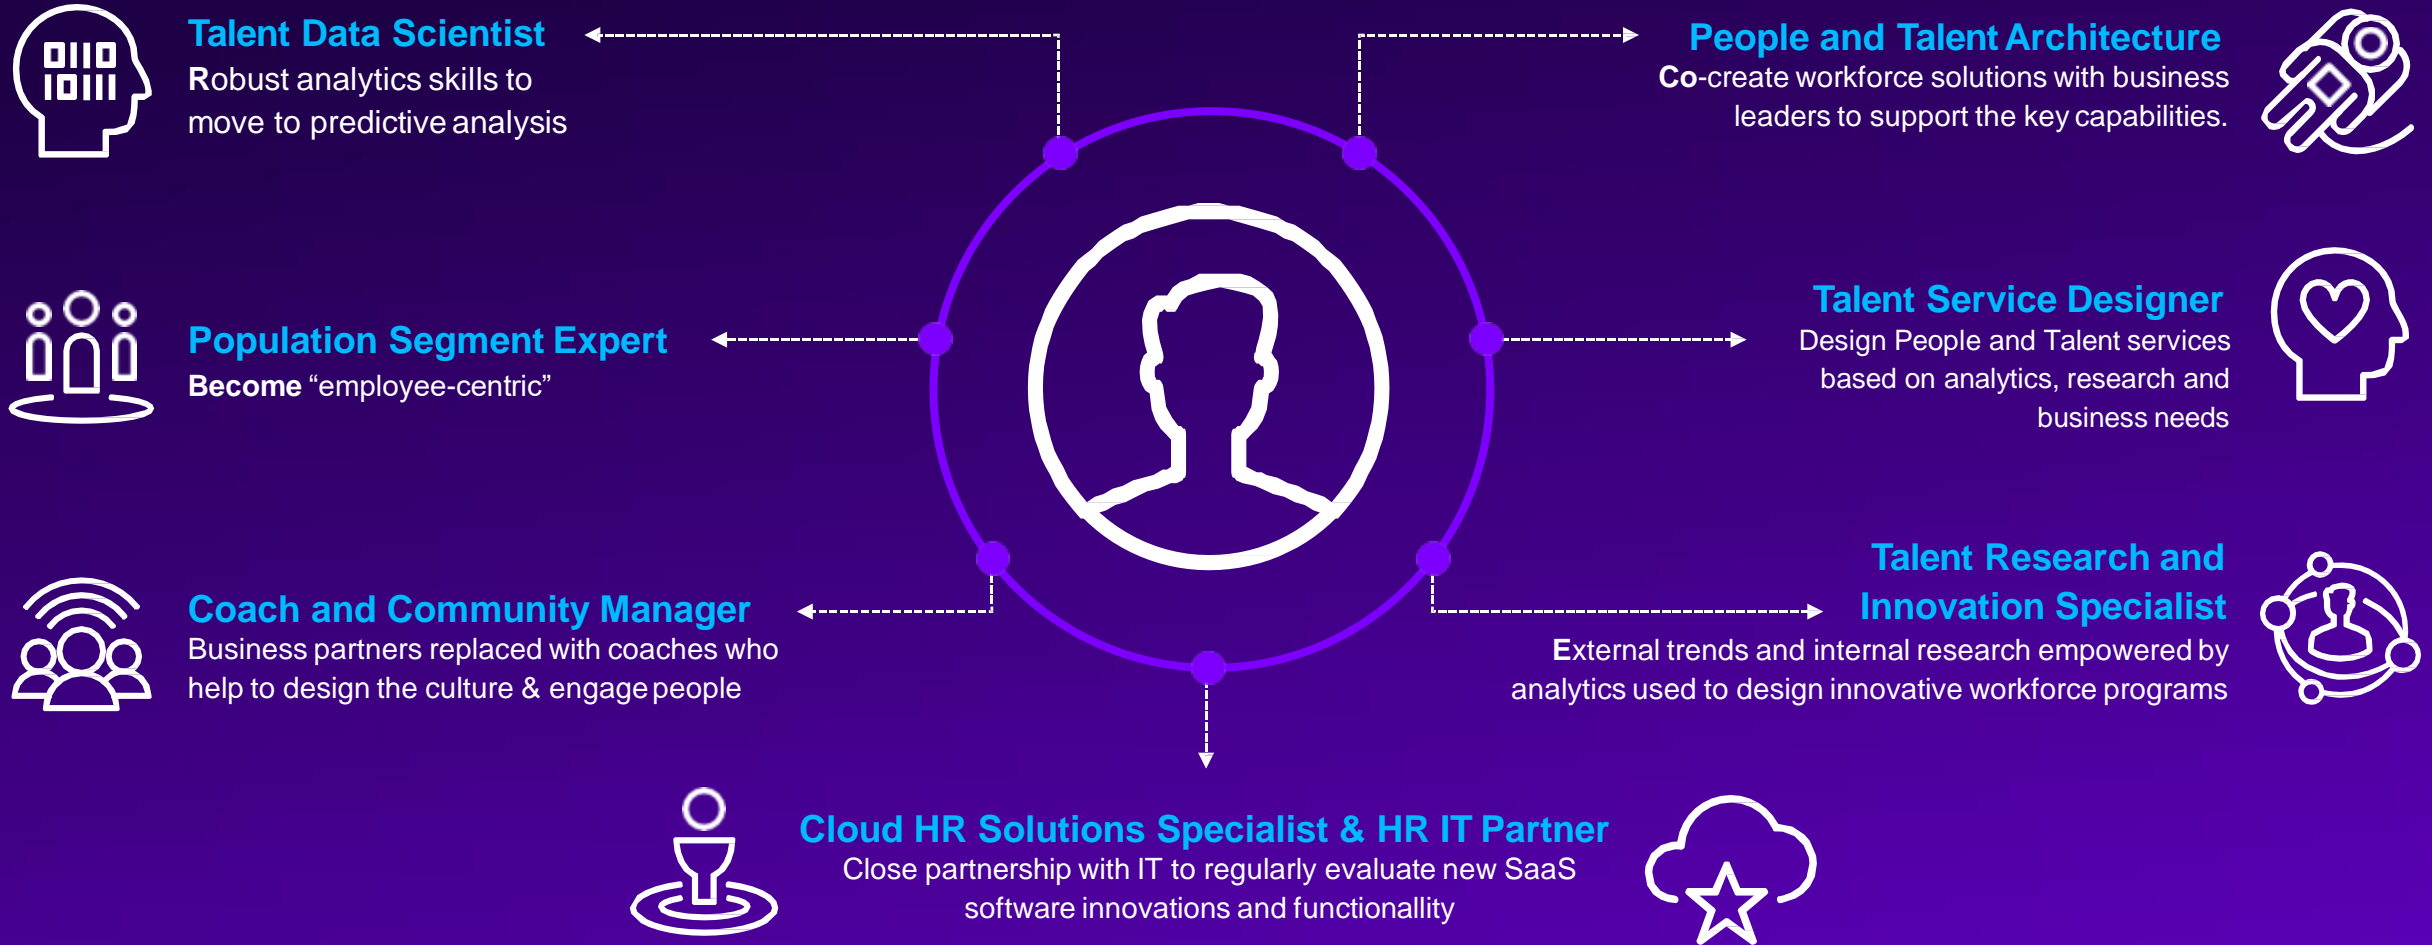 Talent Data Scientist
Robust analytics skills to
move to predictive analysis
People and Talent Architecture
Co-create workforce solutions with business
leaders to support the key capabilities.
Population Segment Expert
Become “employee-centric”
Talent Service Designer
Design People and Talent services
based on analytics, research and
business needs
Coach and Community Manager
Business partners replaced with coaches who
help to design the culture & engage people
Talent Research and
Innovation Specialist
External trends and internal research empowered by
analytics used to design innovative workforce programs
Cloud HR Solutions Specialist & HR IT Partner
Close partnership with IT to regularly evaluate new SaaS
software innovations and functionallity